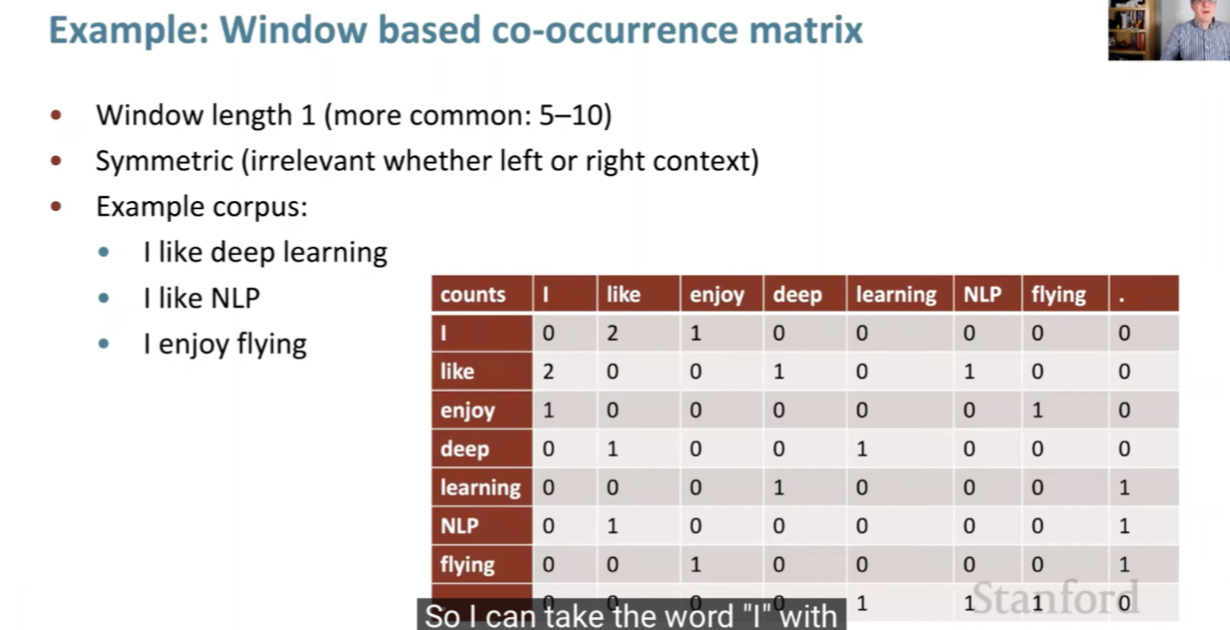 Example: Window based co-occurrence matrix
• Window length 1 (more common: 5–10)
• Symmetric (irrelevant whether left or right context)
• Example corpus:
• I like deep learning
• I like NLP
• I enjoy flying
counts I like enjoy deep learning NLP flying .
I 0 2 1 0 0 0 0 0
like 2 0 0 1 0 1 0 0
enjoy 1 0 0 0 0 0 1 0
deep 0 1 0 0 1 0 0 0
learning 0 0 0 1 0 0 0 1
NLP 0 1 0 0 0 0 0 1
flying 0 0 1 0 0 0 0 1
1 1 1 0
Stanford
So I can take the word "I" with